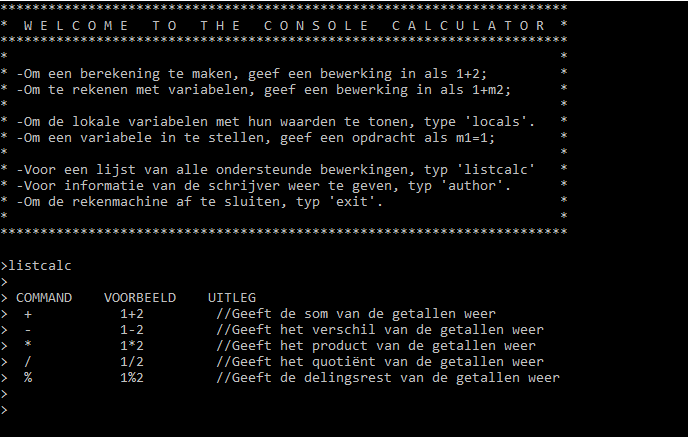 ***********************************************************************
* W E L C O M E   T O   T H E   C O N S O L E   C A L C U L A T O R *
***********************************************************************
*                                                                     *
* -Om een berekening te maken, geef een bewerking in als 1+2;         *
* -Om te rekenen met variabelen, geef een bewerking in als 1+m2;      *
*                                                                     *
* -Om de lokale variabelen met hun waarden te tonen, type 'locals'.   *
* -Om een variabele in te stellen, geef een opdracht als m1=1;        *
*                                                                     *
* -Voor een lijst van alle ondersteunde bewerkingen, typ 'listcalc'   *
* -Voor informatie van de schrijver weer te geven, typ 'author'.      *
* -Om de rekenmachine af te sluiten, typ 'exit'.                      *
*                                                                     *
***********************************************************************
>listcalc
>
> COMMAND    VOORBEELD    UITLEG
>  +           1+2         //Geeft de som van de getallen weer
>  -           1-2         //Geeft het verschil van de getallen weer
>  *           1*2         //Geeft het product van de getallen weer
>  /           1/2         //Geeft het quotiënt van de getallen weer
>  %           1%2         //Geeft de delingsrest van de getallen weer
>
>